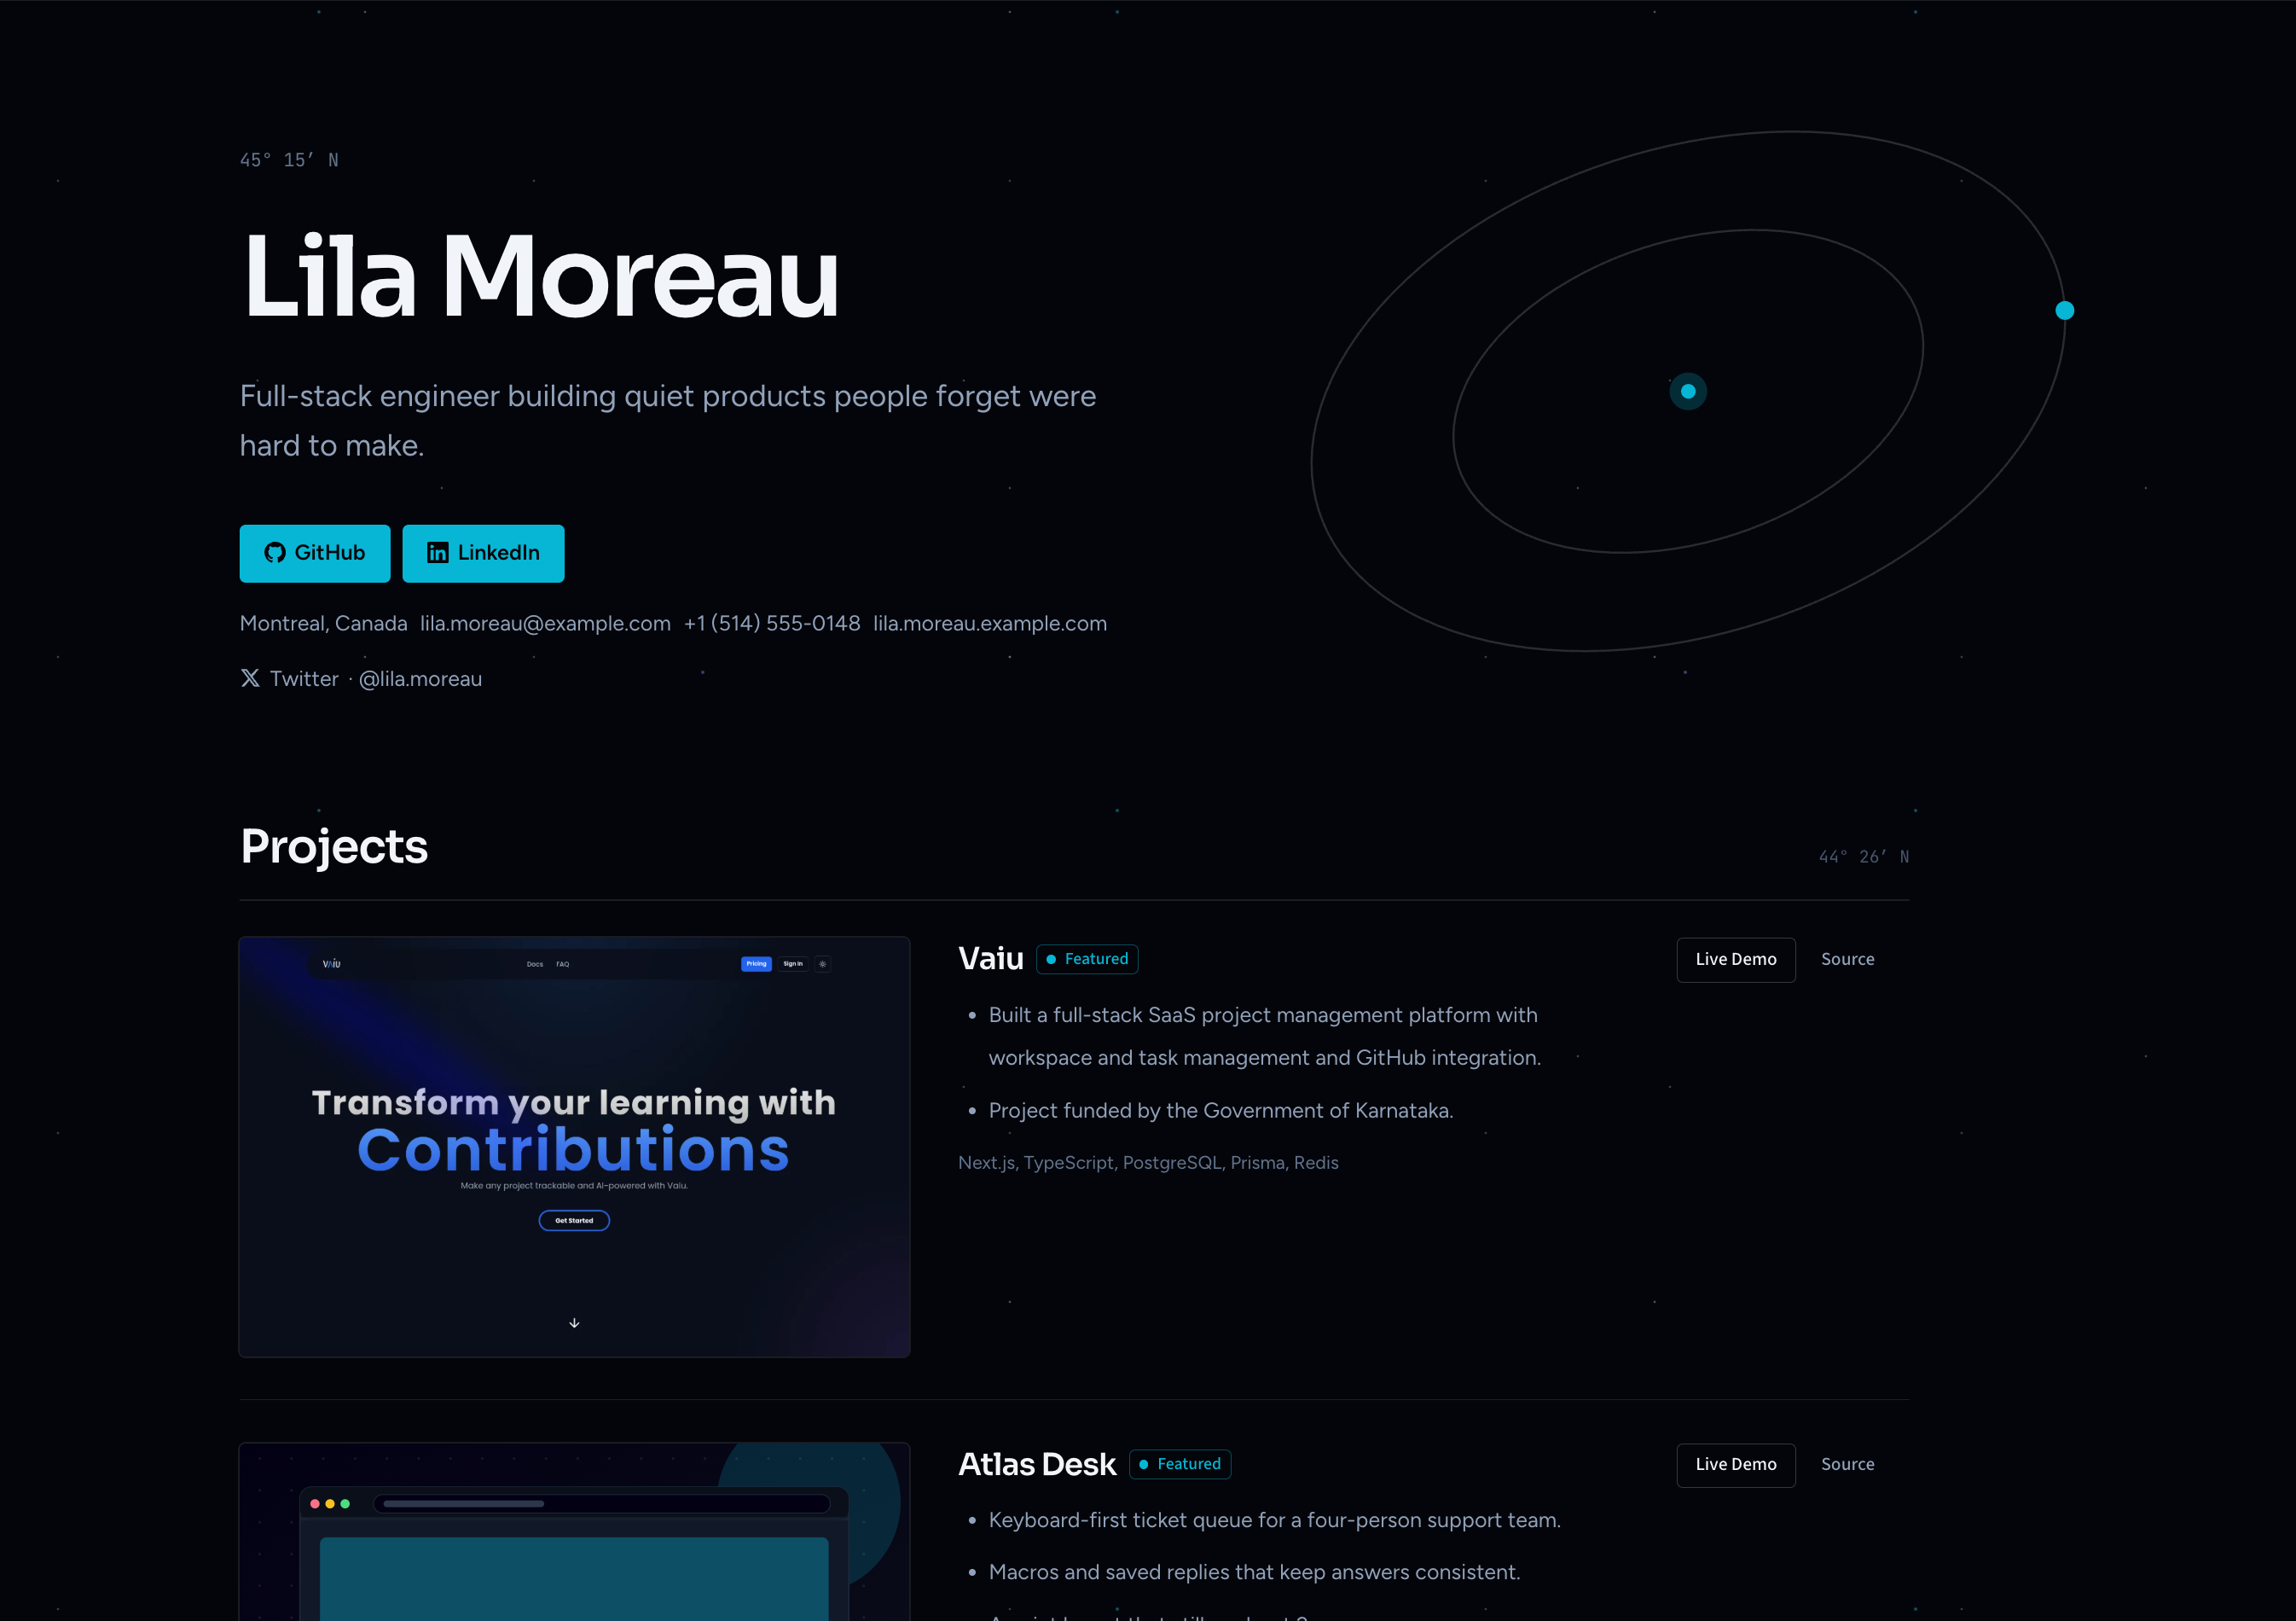 45° 15′ N
Lila Moreau
Full-stack engineer building quiet products people forget were
hard to make.
GitHub LinkedIn
Montreal, Canada lila.moreau@example.com +1 (514) 555-0148 lila.moreau.example.com
Twitter · @lila.moreau
Projects
44° 26′ N
VAIU Docs FAQ Pricing Sign In
Transform your learning with
Contributions
Make any project trackable and AI-powered with Vaiu.
Get Started
Vaiu Featured
Live Demo Source
Built a full-stack SaaS project management platform with
workspace and task management and GitHub integration.
Project funded by the Government of Karnataka.
Next.js, TypeScript, PostgreSQL, Prisma, Redis
Atlas Desk Featured
Live Demo Source
Keyboard-first ticket queue for a four-person support team.
Macros and saved replies that keep answers consistent.